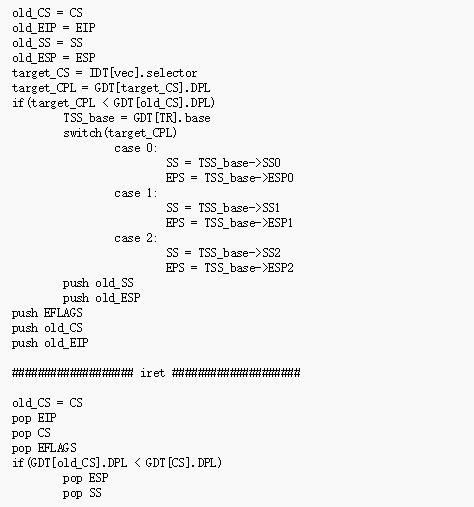 old_CS = CS
old_EIP = EIP
old_SS = SS
old_ESP = ESP
target_CS = IDT[vec].selector
target_CPL = GDT[target_CS].DPL
if(target_CPL < GDT[old_CS].DPL)
TSS_base = GDT[TR].base
switch(target_CPL)
case 0:
SS = TSS_base->SS0
EPS = TSS_base->ESP0
case 1:
SS = TSS_base->SS1
EPS = TSS_base->ESP1
case 2:
SS = TSS_base->SS2
EPS = TSS_base->ESP2
push old_SS
push old_ESP
push EFLAGS
push old_CS
push old_EIP
################### iret ####################
old_CS = CS
pop EIP
pop CS
pop EFLAGS
if(GDT[old_CS].DPL < GDT[CS].DPL)
pop ESP
pop SS